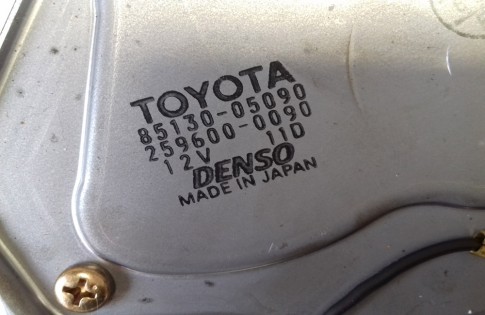 TOYOTA
85130-05090
259600-0090
12V 11D
DENSO
MADE IN JAPAN